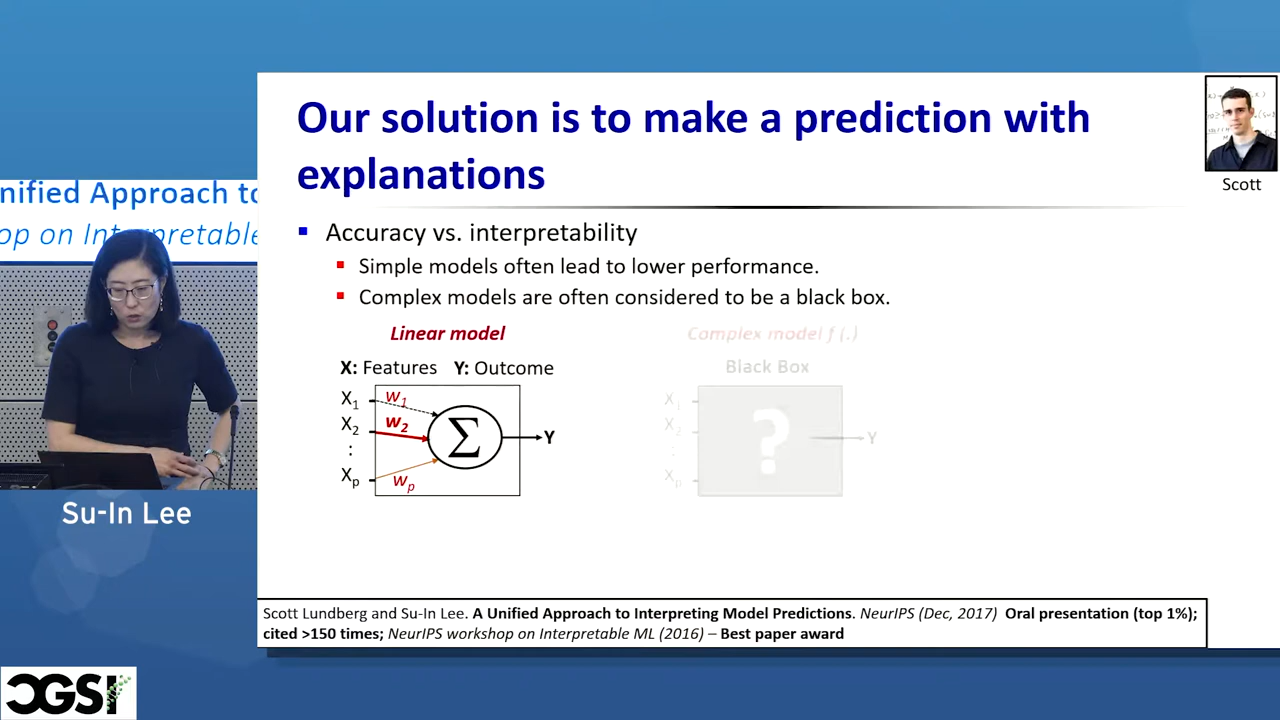 Our solution is to make a prediction with
explanations
Scott
nified Approach to
op on Interpretable
Accuracy vs. interpretability
Simple models often lead to lower performance.
Complex models are often considered to be a black box.
Linear model
Complex model f (.)
X: Features Y: Outcome
Black Box
X1 w1
X2 w2
:
Xp wp
Σ
Y
X1
X2
:
Xp
?
Y
Su-In Lee
Scott Lundberg and Su-In Lee. A Unified Approach to Interpreting Model Predictions. NeurIPS (Dec, 2017) Oral presentation (top 1%);
cited >150 times; NeurIPS workshop on Interpretable ML (2016) – Best paper award
CGSI